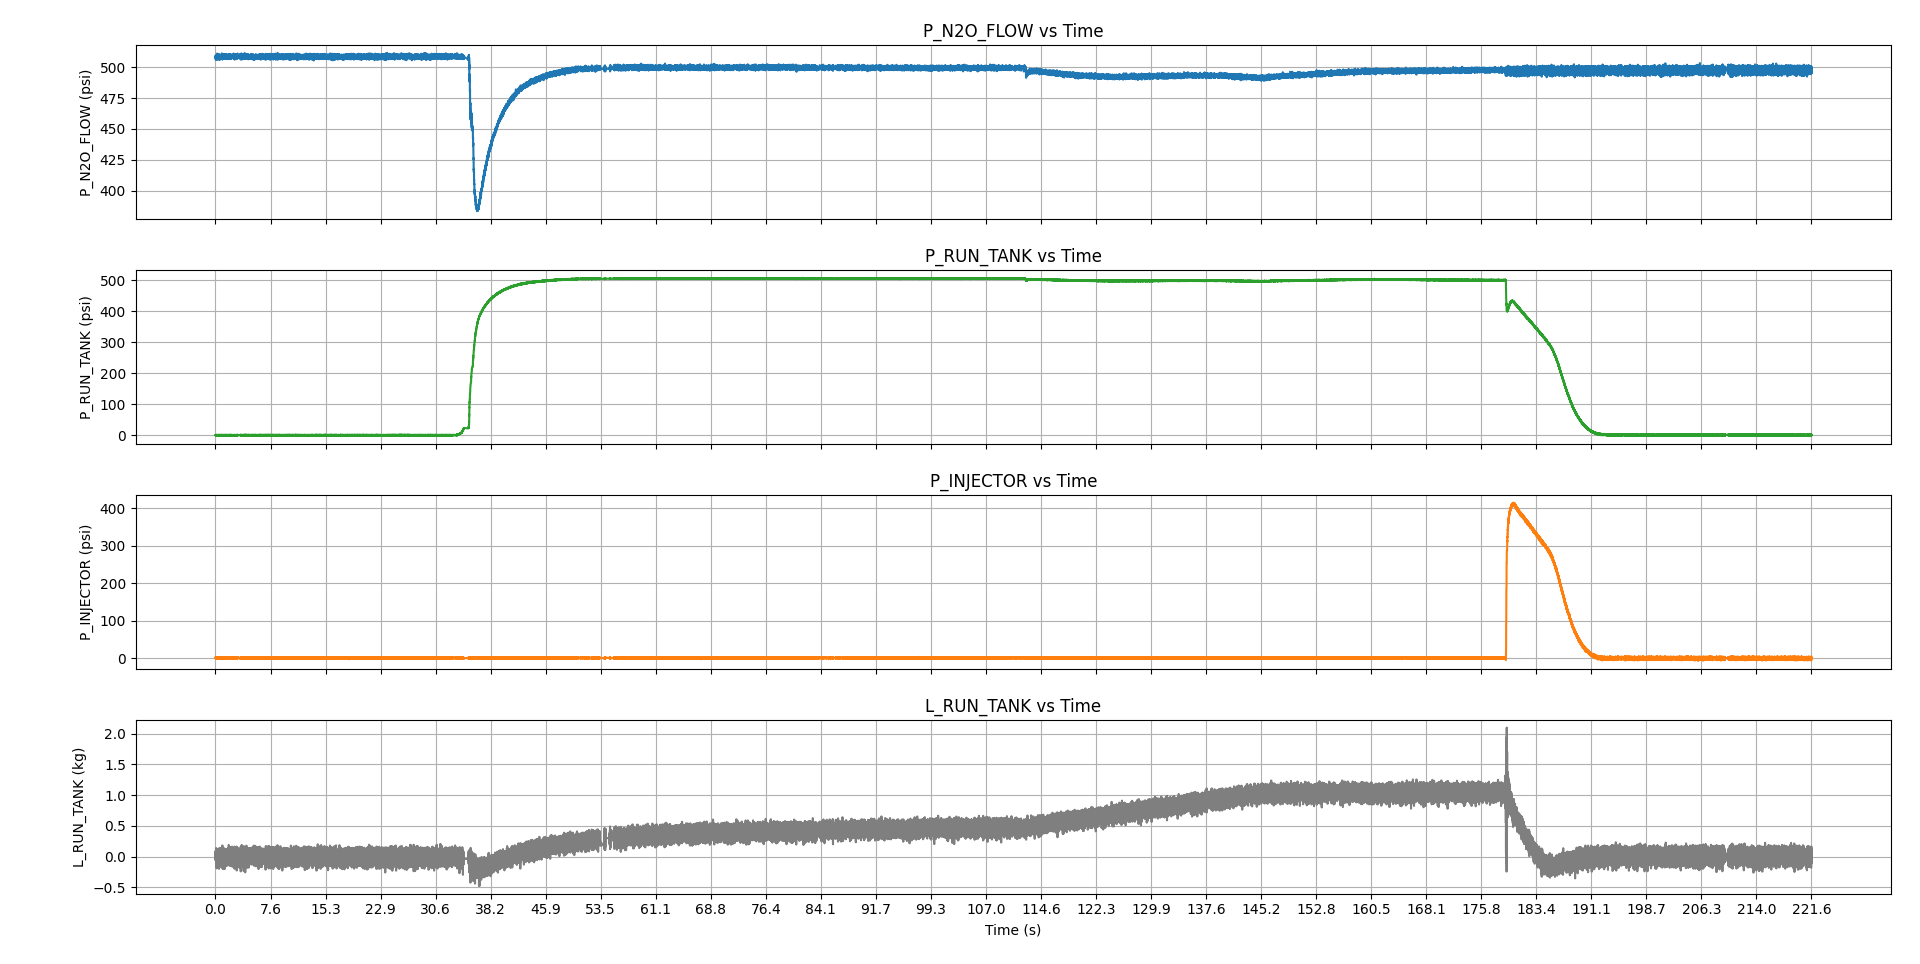 P_N2O_FLOW vs Time
P_N2O_FLOW (psi)
500
475
450
425
400
P_RUN_TANK vs Time
P_RUN_TANK (psi)
500
400
300
200
100
0
P_INJECTOR vs Time
P_INJECTOR (psi)
400
300
200
100
0
L_RUN_TANK vs Time
L_RUN_TANK (kg)
2.0
1.5
1.0
0.5
0.0
−0.5
0.0 7.6 15.3 22.9 30.6 38.2 45.9 53.5 61.1 68.8 76.4 84.1 91.7 99.3 107.0 114.6 122.3 129.9 137.6 145.2 152.8 160.5 168.1 175.8 183.4 191.1 198.7 206.3 214.0 221.6
Time (s)